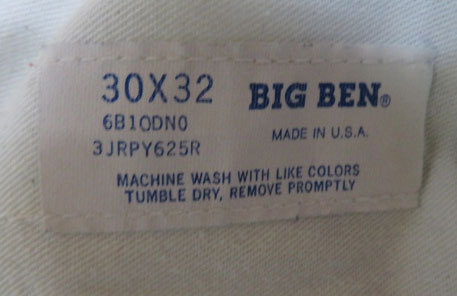 30X32
6B10DN0
3JRPY625R
BIG BEN®
MADE IN U.S.A.
MACHINE WASH WITH LIKE COLORS
TUMBLE DRY, REMOVE PROMPTLY